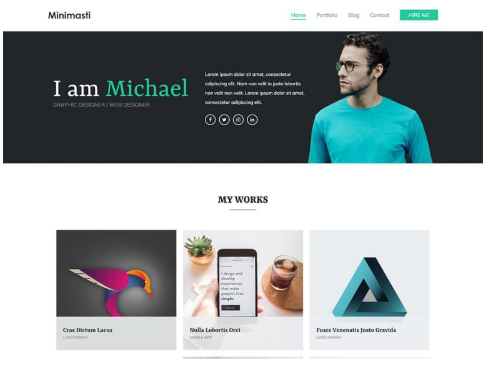 Minimasti
Home Portfolio Blog Contact HIRE ME
I am Michael
GRAPHIC DESIGNER | WEB DESIGNER
Lorem ipsum dolor sit amet, consectetur
adipiscing elit. Nam non velit in justo lobortis
non velit non velit. Lorem ipsum dolor sit amet,
consectetur adipiscing elit.
MY WORKS
I design and
develop
experiences
that make
people's lives
simple.
Cras Dictum Lacus
LOGO DESIGN
Nulla Lobortis Orci
MOBILE APP
Fusce Venenatis Justo Gravida
LOGO DESIGN